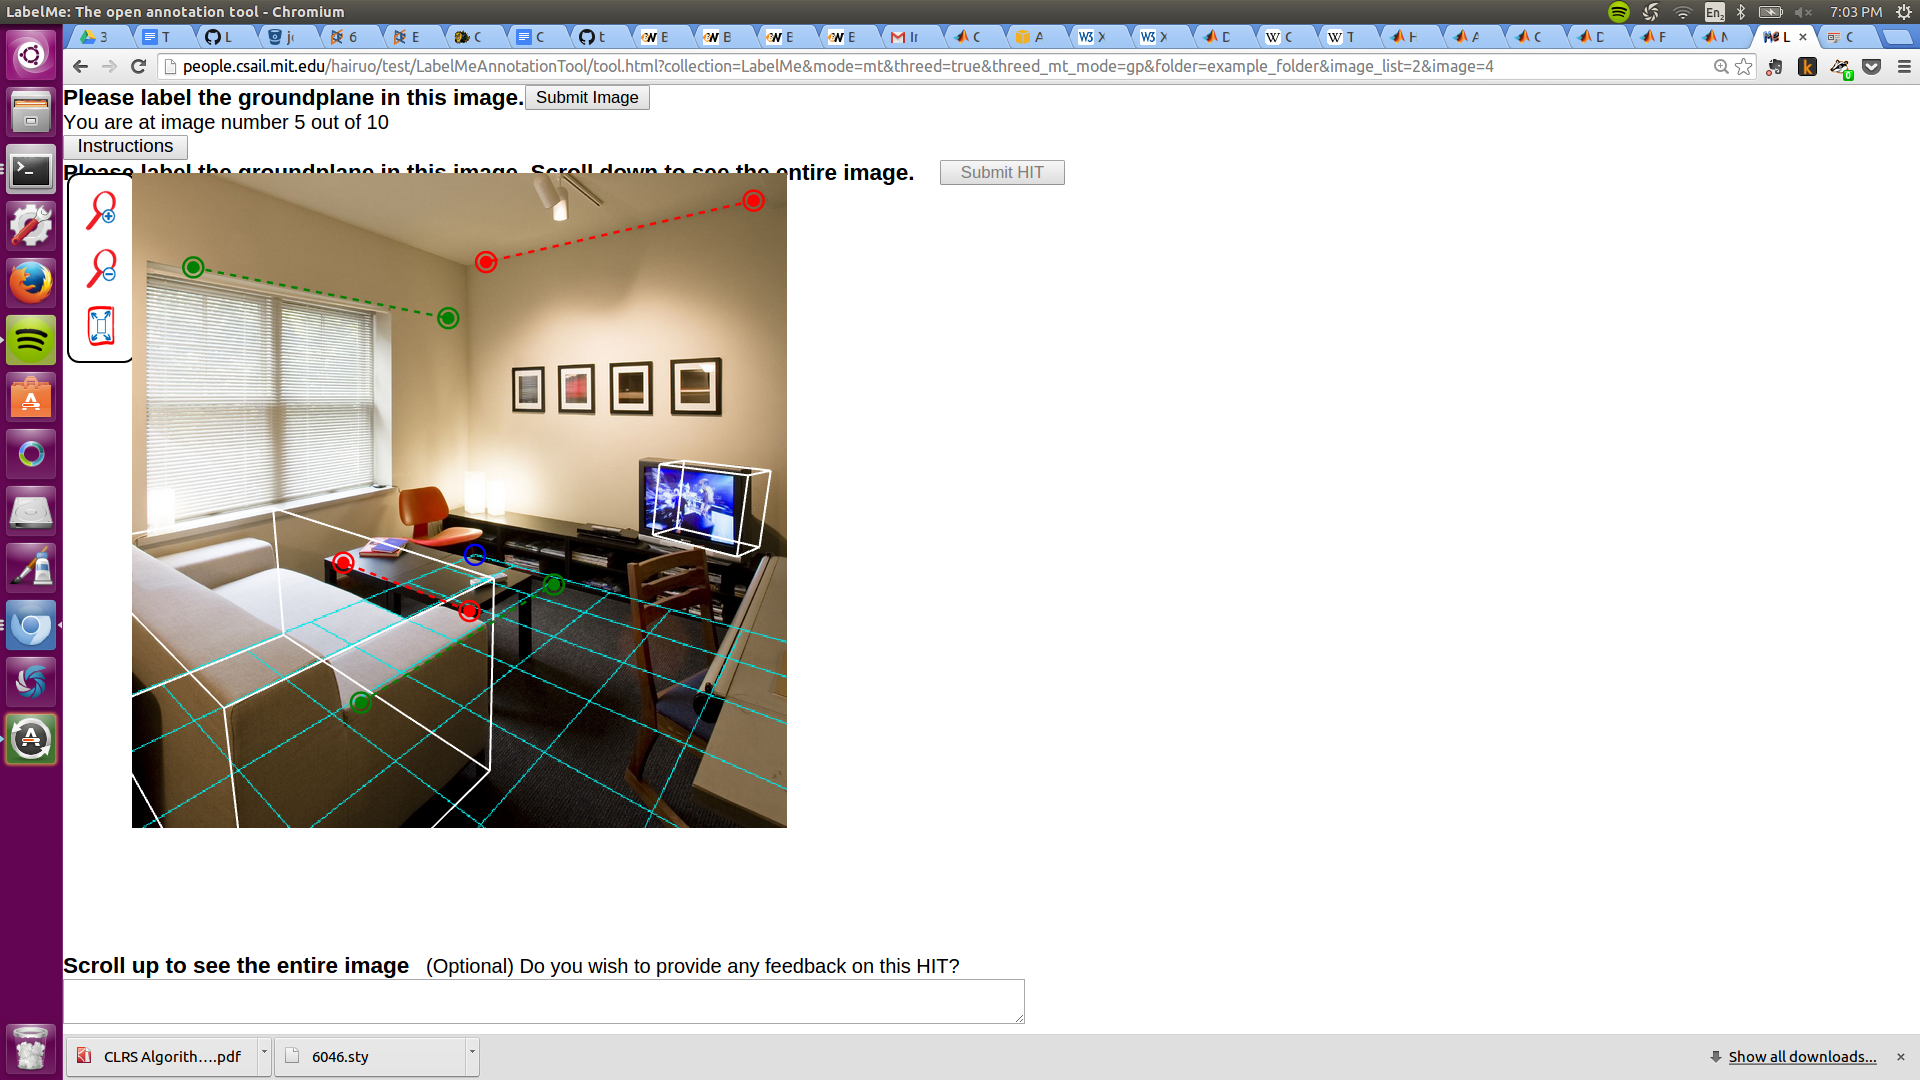 LabelMe: The open annotation tool - Chromium
En₂
7:03 PM
3 T L 6 E C C t E B E E Ir C A X X D C T H A C D F L × C
people.csail.mit.edu/hairuo/test/LabelMeAnnotationTool/tool.html?collection=LabelMe&mode=mt&threed=true&threed_mt_mode=gp&folder=example_folder&image_list=2&image=4
Please label the groundplane in this image. Submit Image
You are at image number 5 out of 10
Instructions
Please label the groundplane in this image. Scroll down to see the entire image. Submit HIT
Scroll up to see the entire image (Optional) Do you wish to provide any feedback on this HIT?
CLRS Algorith....pdf
6046.sty
Show all downloads...